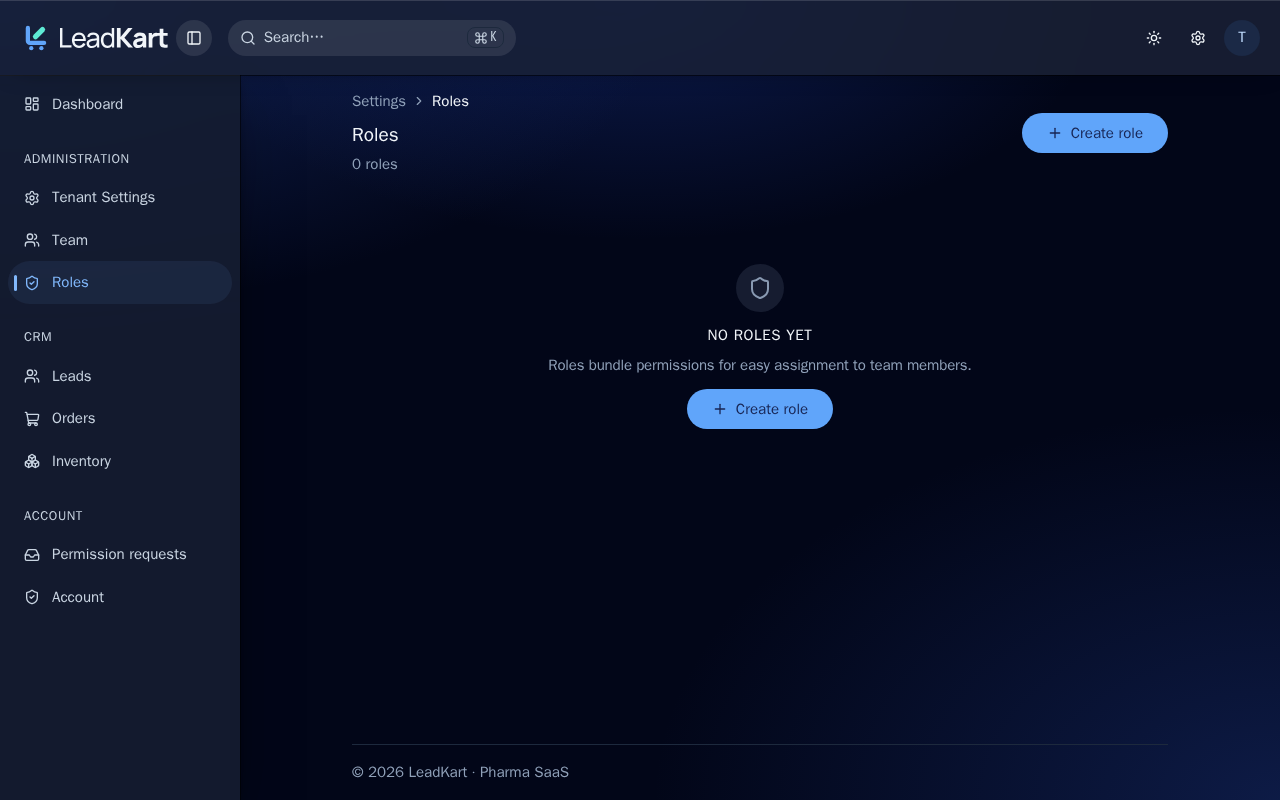 LeadKart
Search…
⌘K
T
Dashboard
ADMINISTRATION
Tenant Settings
Team
Roles
CRM
Leads
Orders
Inventory
ACCOUNT
Permission requests
Account
Settings > Roles
Roles
0 roles
+ Create role
NO ROLES YET
Roles bundle permissions for easy assignment to team members.
+ Create role
© 2026 LeadKart · Pharma SaaS